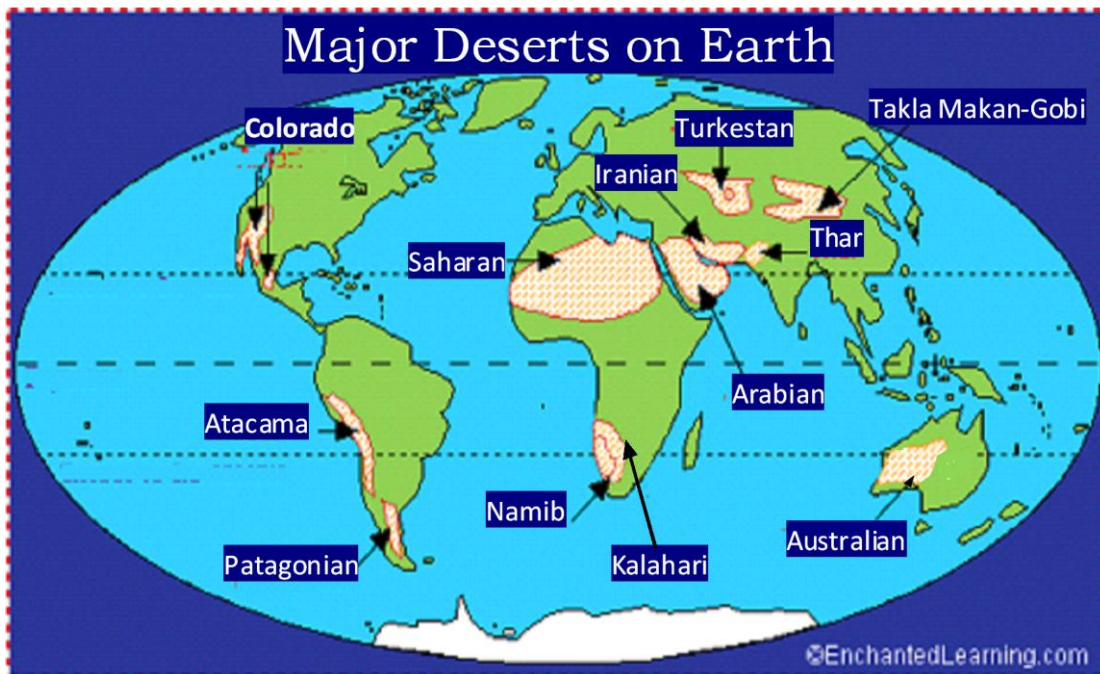 Major Deserts on Earth
Takla Makan-Gobi
Colorado
Turkestan
Iranian
Thar
Saharan
Arabian
Atacama
Namib
Australian
Patagonian
Kalahari
©EnchantedLearning.com